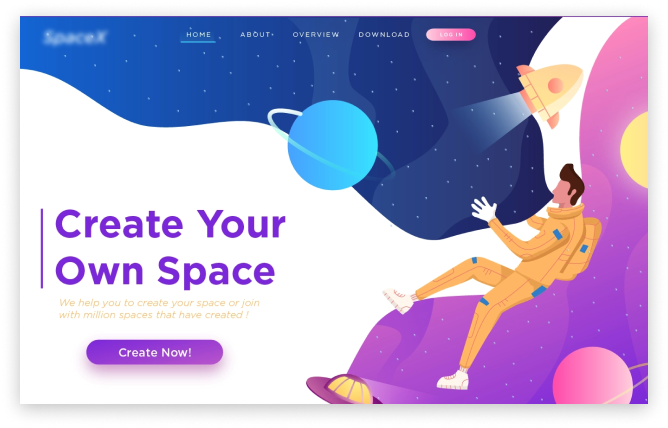 SpaceX
HOME
ABOUT
OVERVIEW
DOWNLOAD
LOG IN
Create Your
Own Space
We help you to create your space or join
with million spaces that have created !
Create Now!